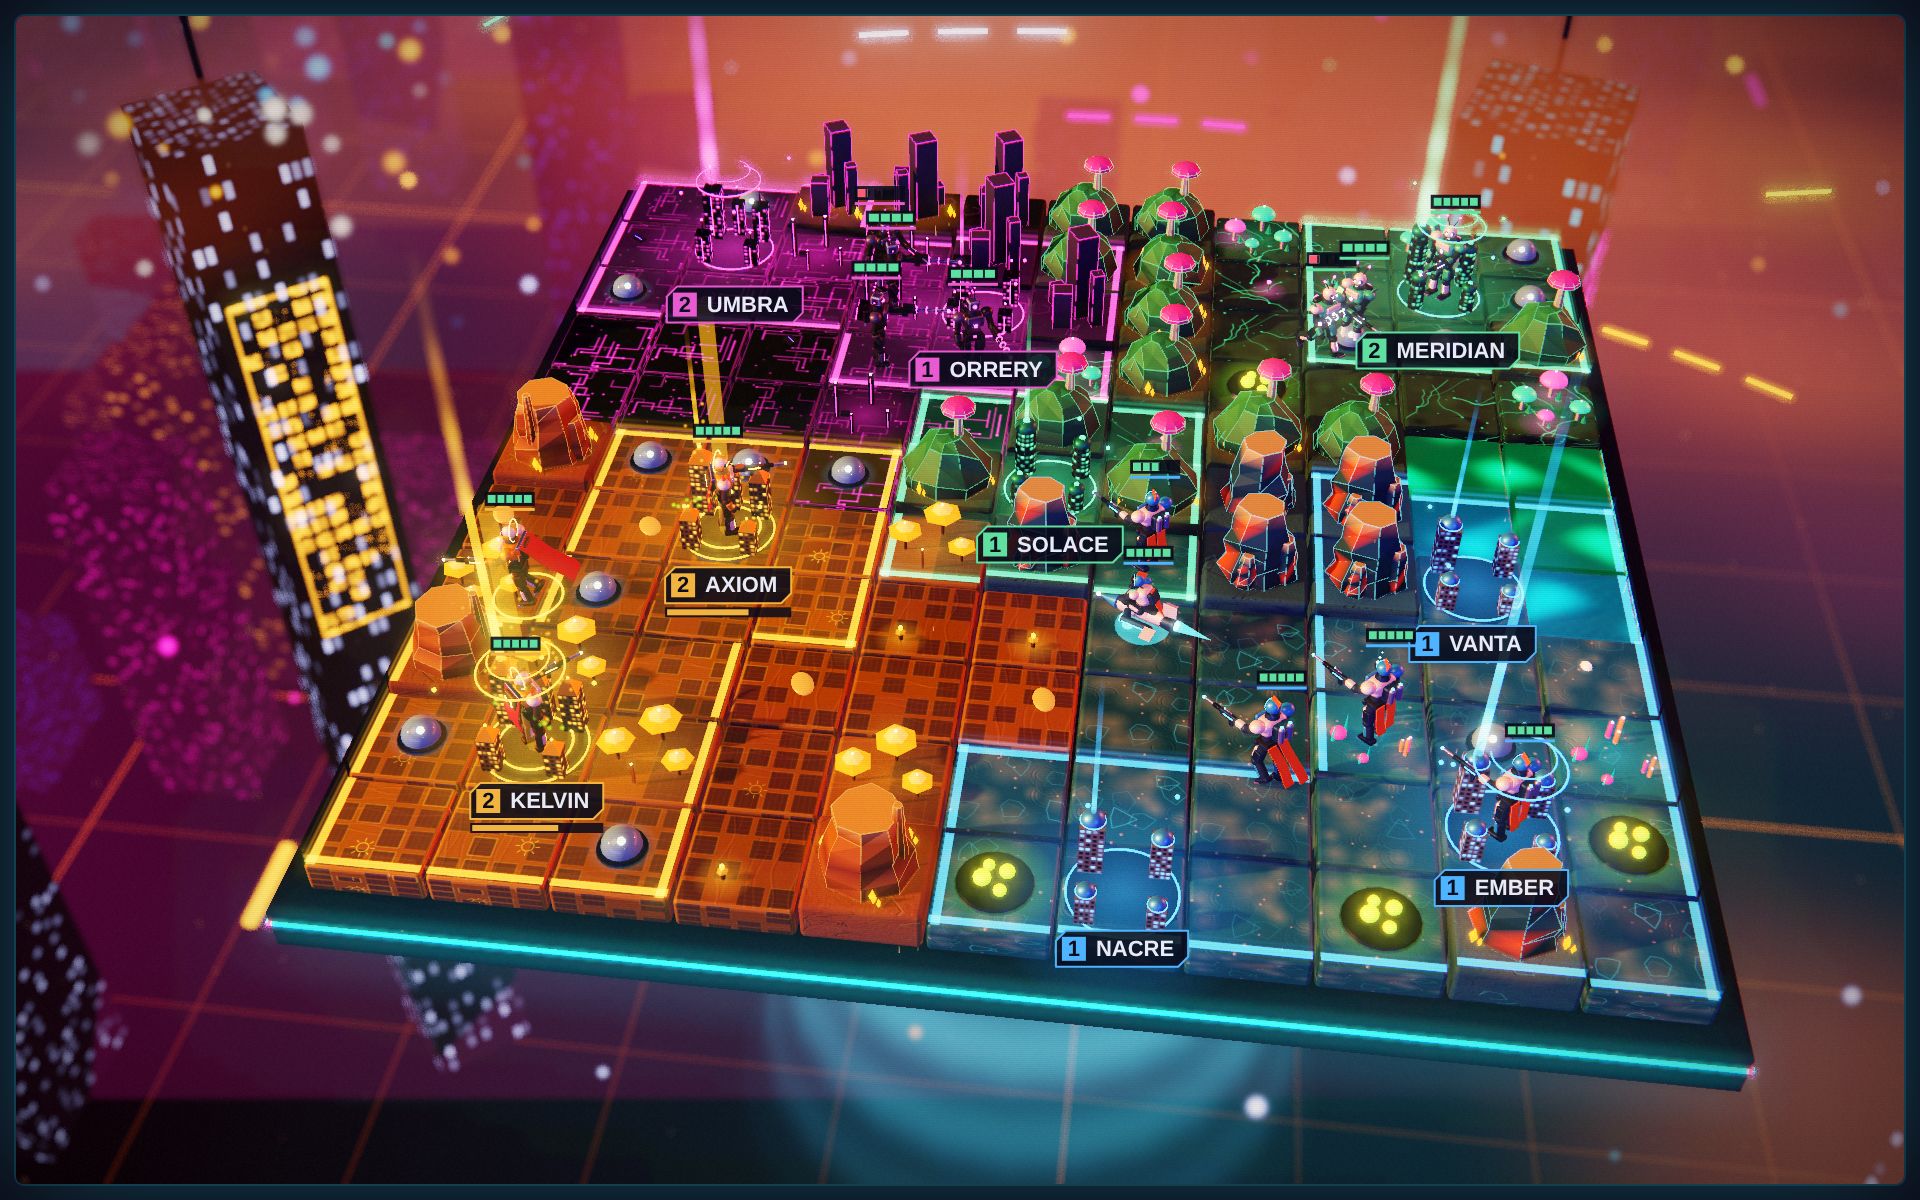 2 UMBRA
1 ORRERY
2 MERIDIAN
1 SOLACE
2 AXIOM
1 VANTA
2 KELVIN
1 EMBER
1 NACRE